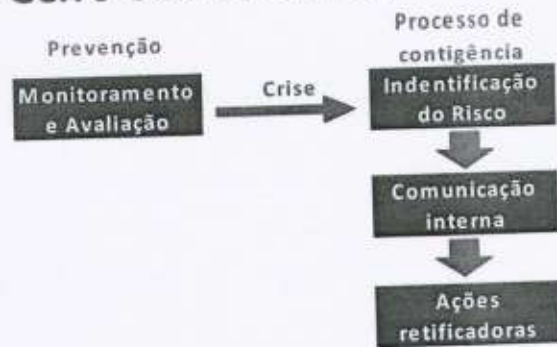 Prevenção
Processo de
contigência
Monitoramento
e Avaliação
Crise
Indentificação
do Risco
Comunicação
interna
Ações
retificadoras